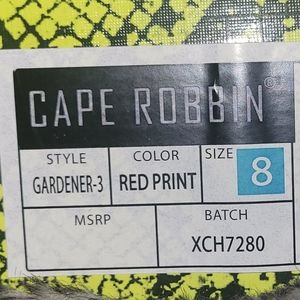 CAPE ROBBIN®
STYLE COLOR SIZE 8
GARDENER-3 RED PRINT
MSRP BATCH
XCH7280